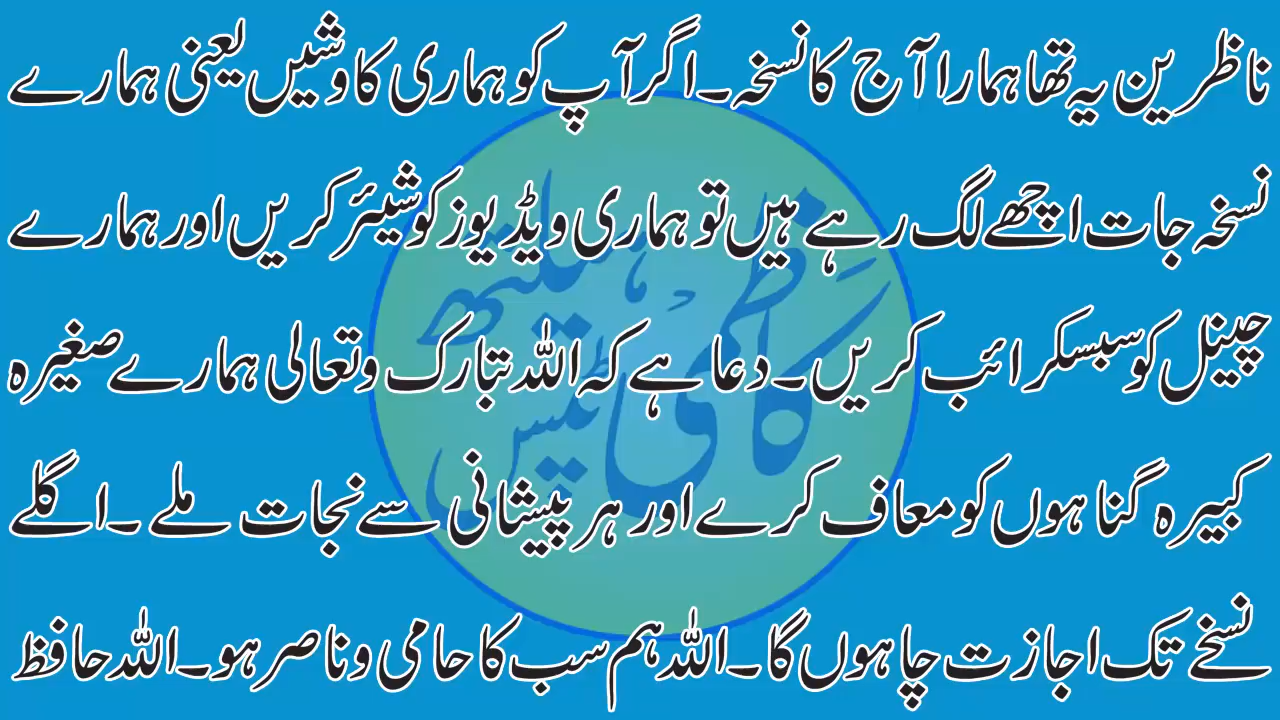 ناظرین یہ تھا ہمارا آج کا نسخہ۔ اگر آپ کو ہماری کاوشیں یعنی ہمارے
نسخہ جات اچھے لگ رہے ہیں تو ہماری ویڈیوز کو شیئر کریں اور ہمارے
چینل کو سبسکرائب کریں۔ دعا ہے کہ اللہ تبارک وتعالی ہمارے صغیرہ
کبیرہ گناہوں کو معاف کرے اور ہر پیشانی سے نجات ملے۔ اگلے
نسخے تک اجازت چاہوں گا۔ اللہ ہم سب کا حامی وناصر ہو۔ اللہ حافظ
کاظمی ہیلتھ
ٹپس